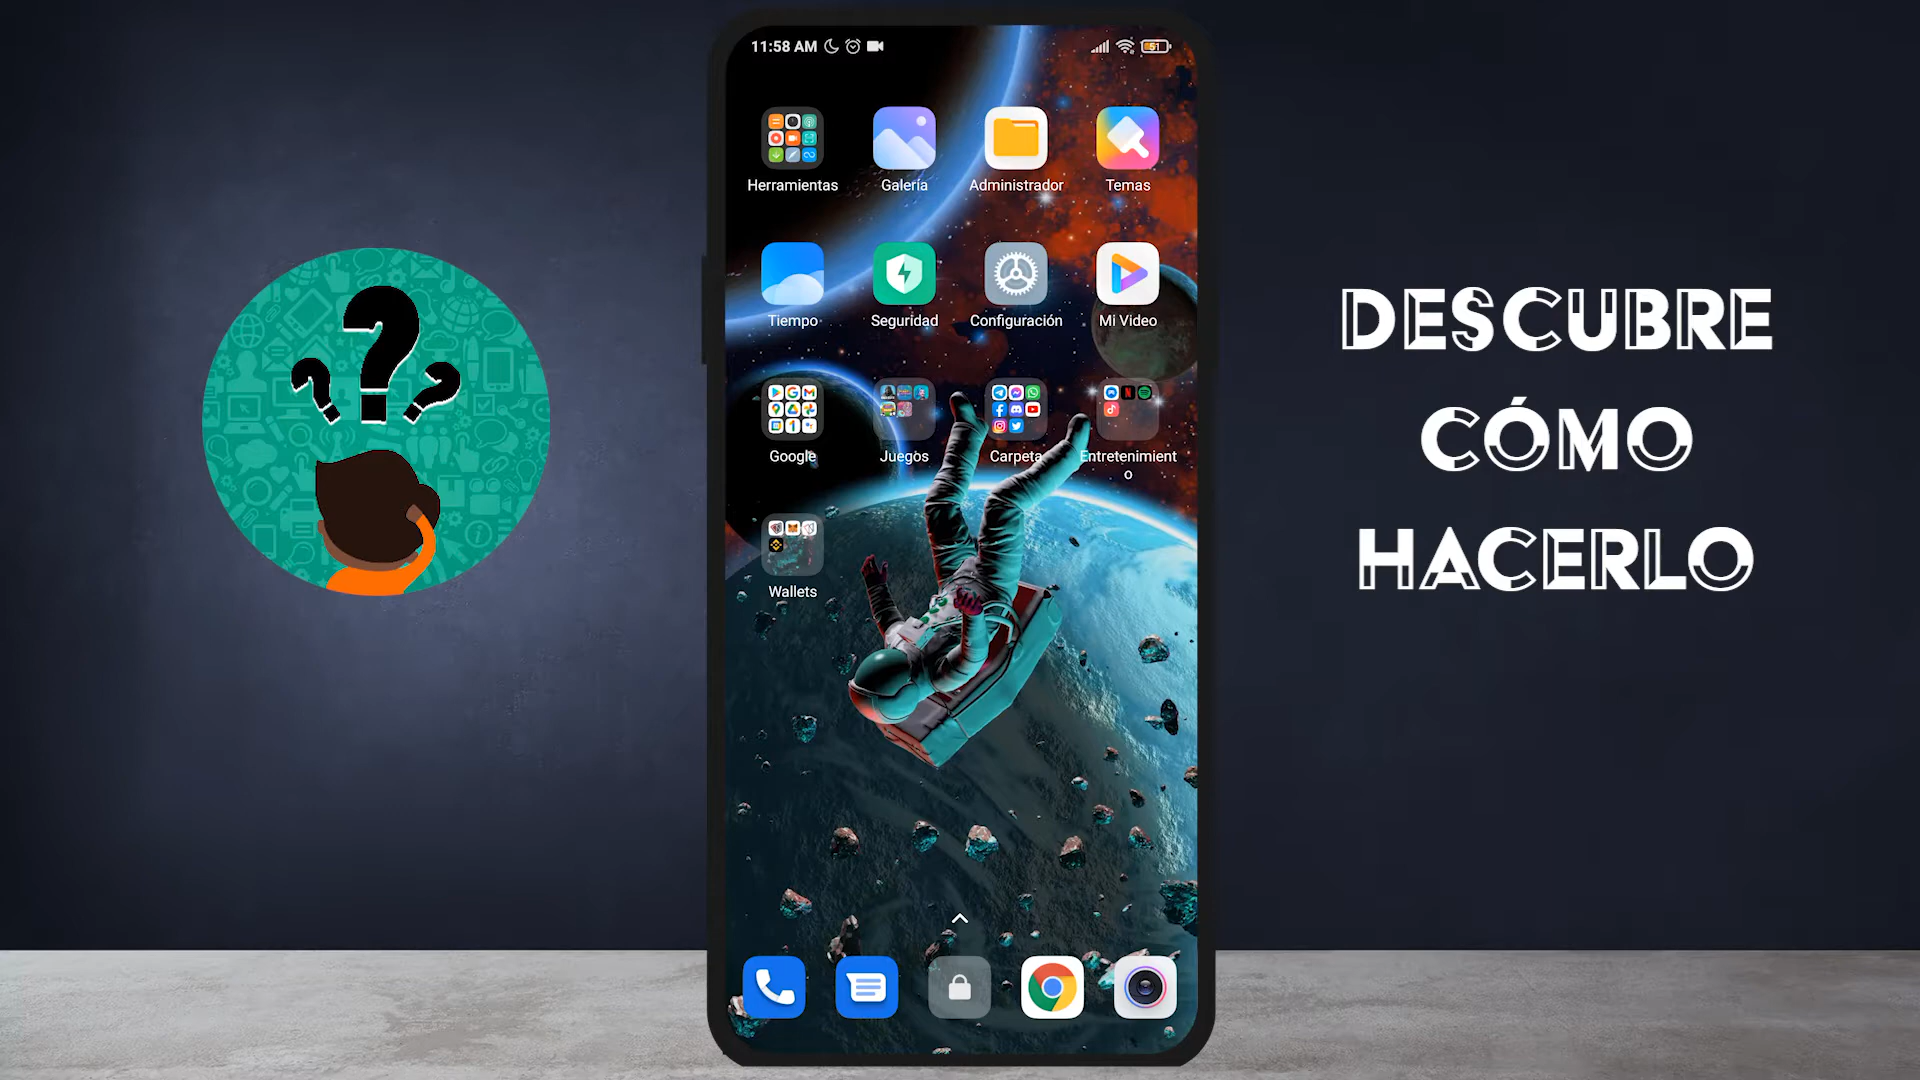 11:58 AM
51
Herramientas
Galería
Administrador
Temas
Tiempo
Seguridad
Configuración
Mi Video
Google
Juegos
Carpeta
Entretenimient
o
Wallets
DESCUBRE
CÓMO
HACERLO